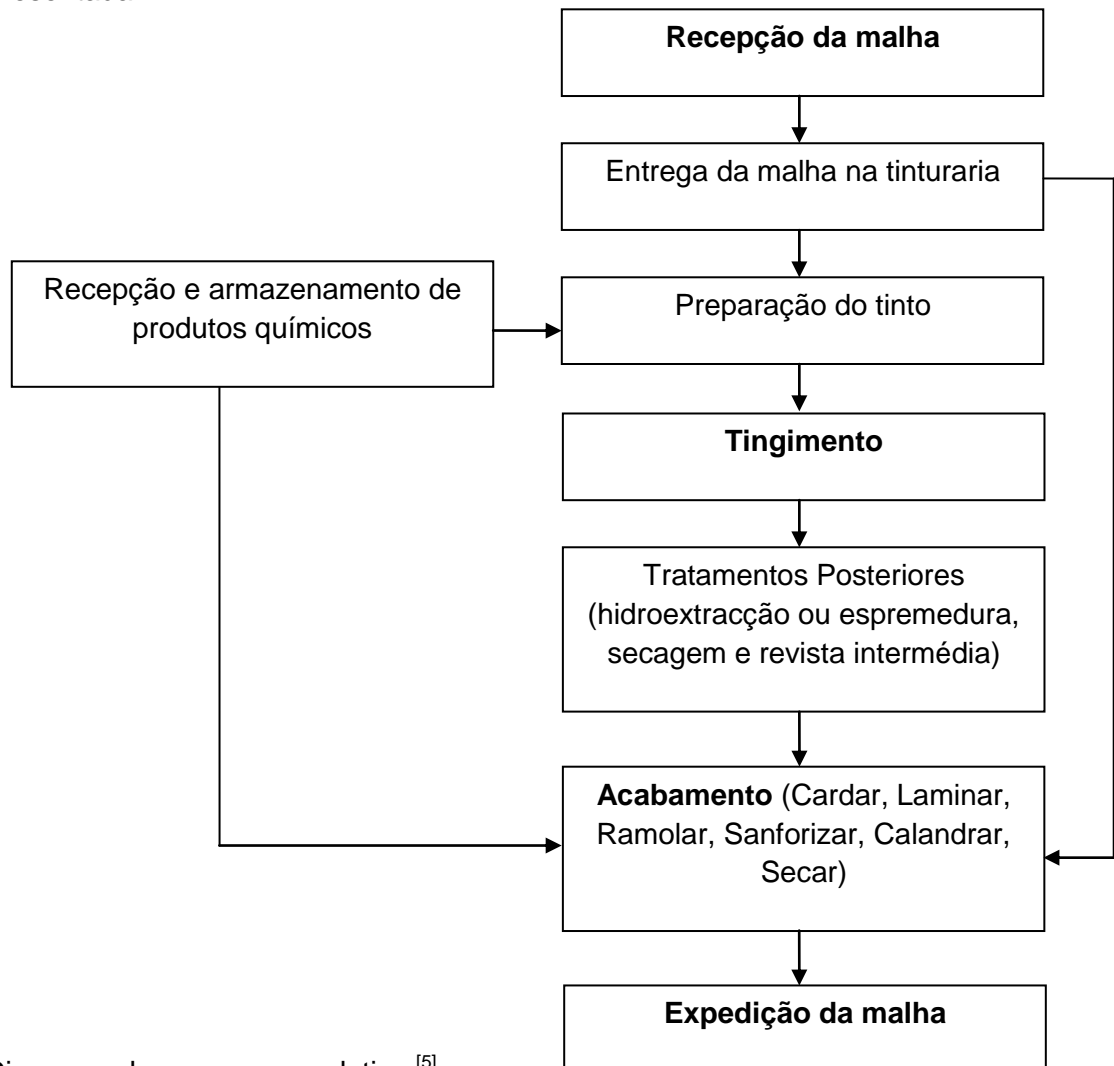 Recepção da malha
Entrega da malha na tinturaria
Recepção e armazenamento de
produtos químicos
Preparação do tinto
Tingimento
Tratamentos Posteriores
(hidroextracção ou espremedura,
secagem e revista intermédia)
Acabamento (Cardar, Laminar,
Ramolar, Sanforizar, Calandrar,
Secar)
Expedição da malha
[5]